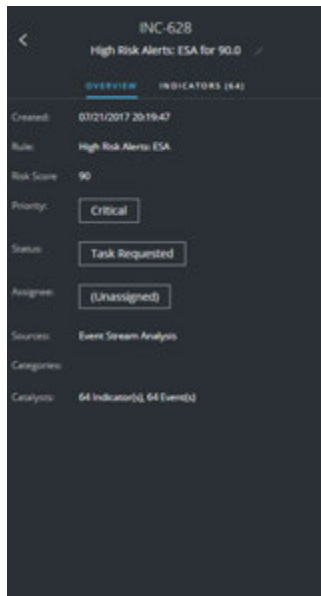 INC-628
High Risk Alerts: ESA for 90.0
OVERVIEW INDICATORS (64)
Created: 07/21/2017 20:19:47
Rule: High Risk Alerts: ESA
Risk Score 90
Priority: Critical
Status: Task Requested
Assignee: (Unassigned)
Sources: Event Stream Analysis
Categories:
Catalysts: 64 Indicator(s), 64 Event(s)